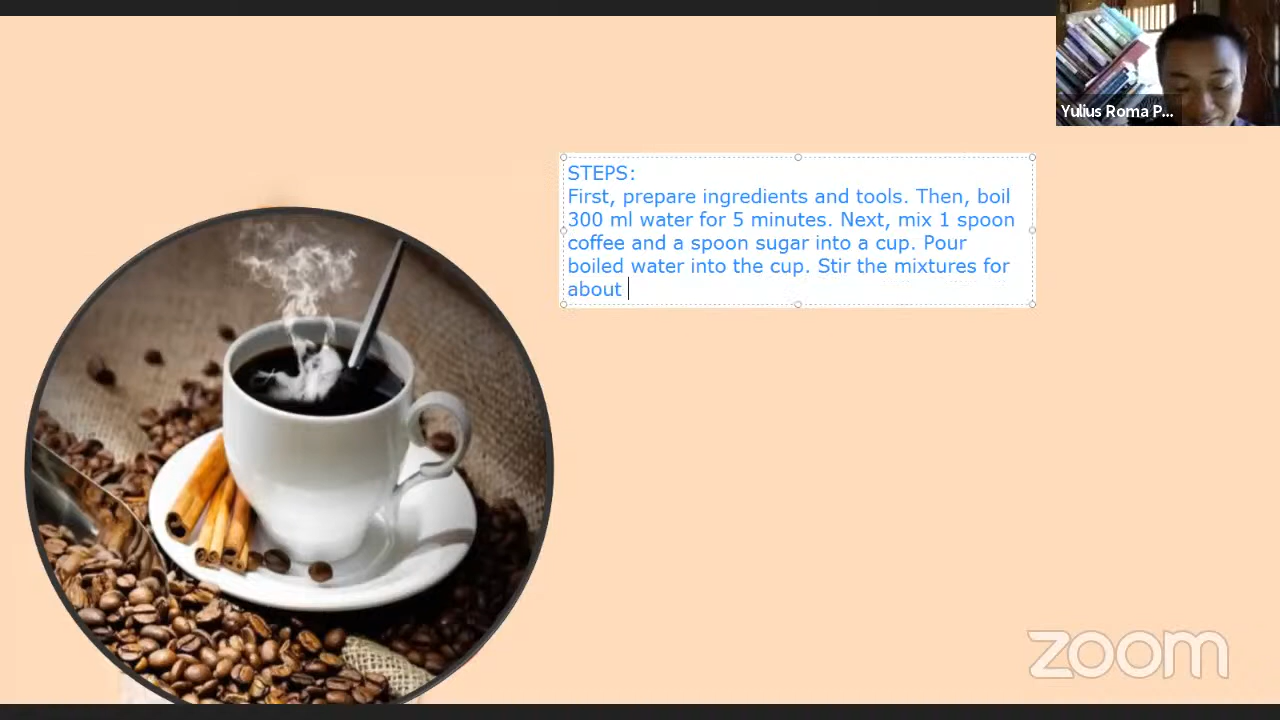 Yulius Roma P...
STEPS:
First, prepare ingredients and tools. Then, boil
300 ml water for 5 minutes. Next, mix 1 spoon
coffee and a spoon sugar into a cup. Pour
boiled water into the cup. Stir the mixtures for
about
zoom